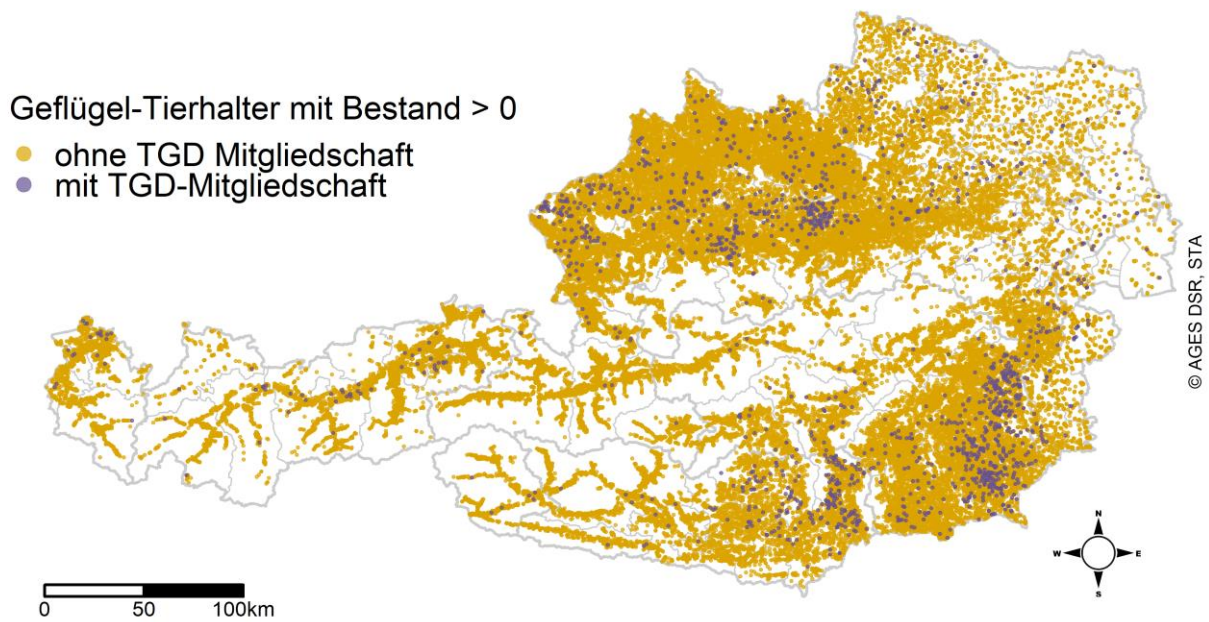 Geflügel-Tierhalter mit Bestand > 0
ohne TGD Mitgliedschaft
mit TGD-Mitgliedschaft
© AGES DSR, STA
N
W E
S
0 50 100km